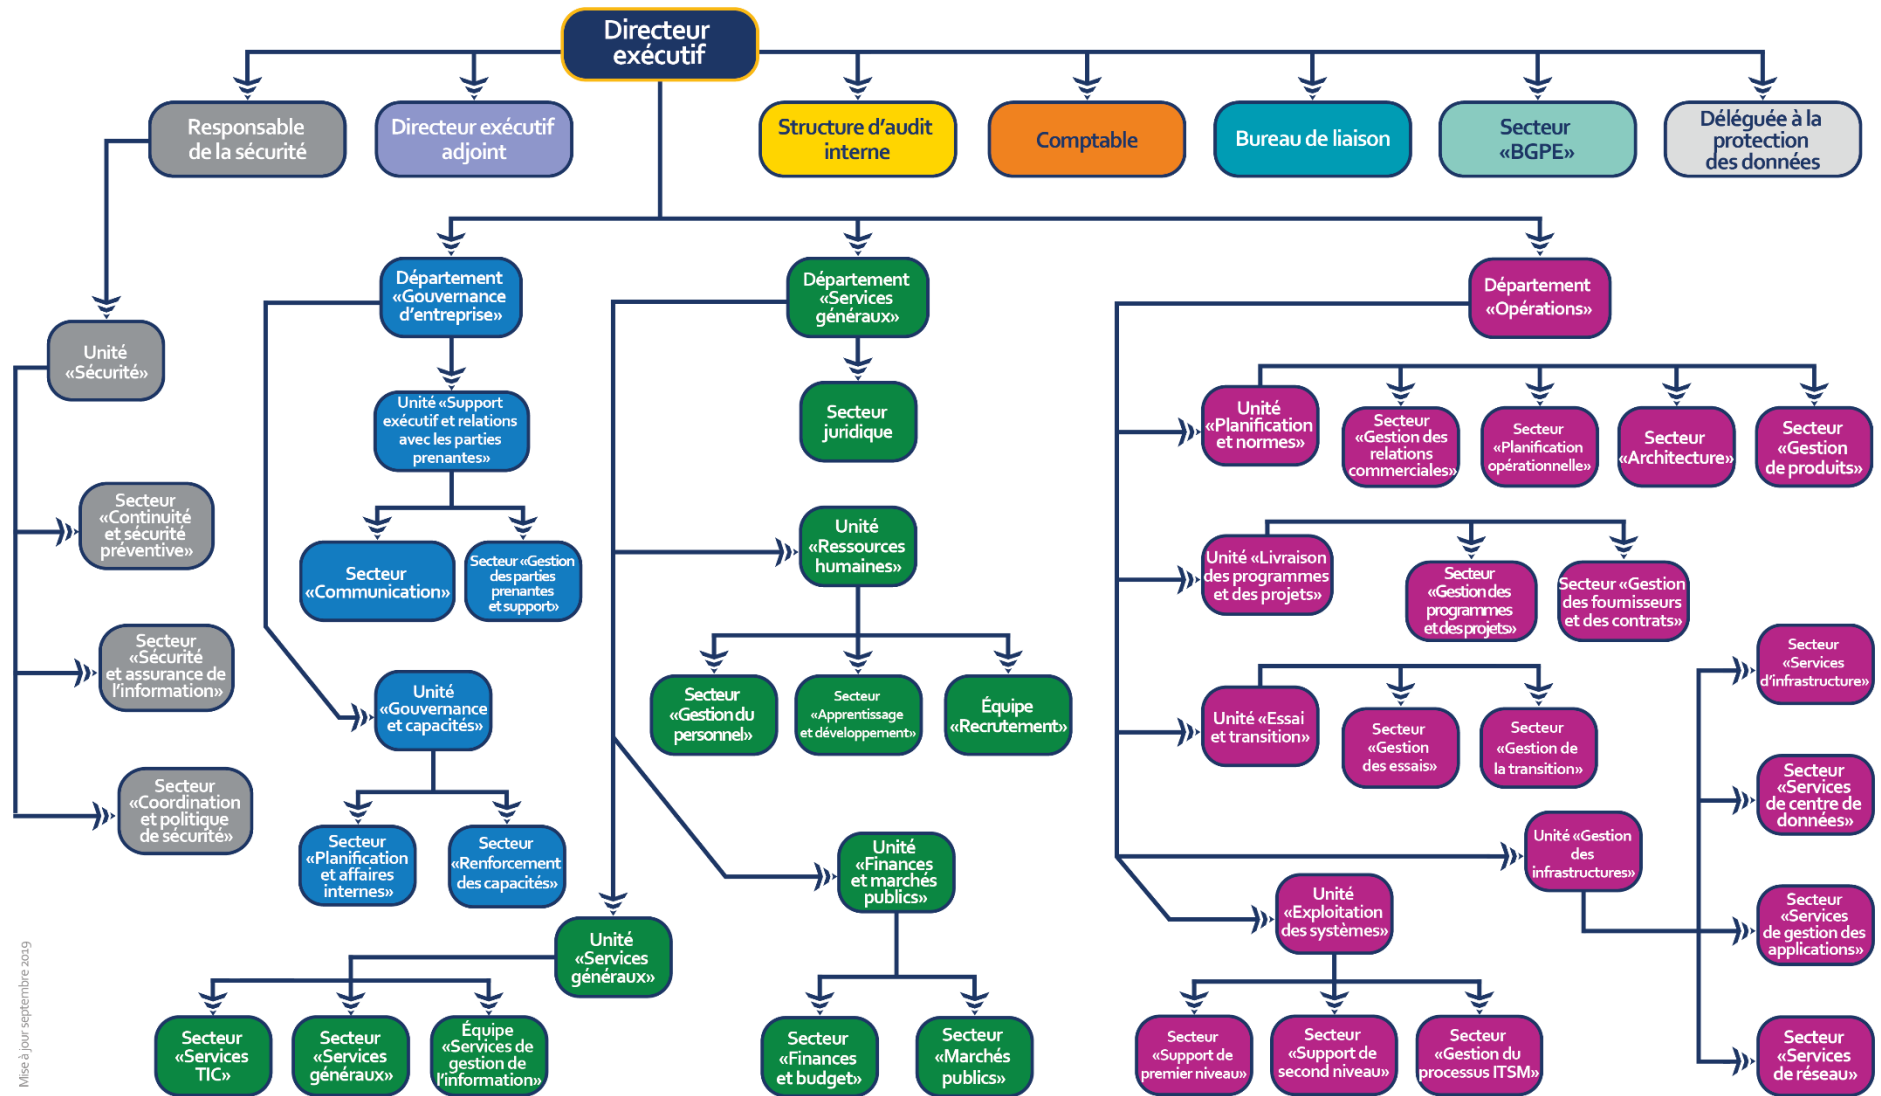 Directeur
exécutif
Responsable
de la sécurité
Directeur exécutif
adjoint
Structure d’audit
interne
Comptable
Bureau de liaison
Secteur
«BGPE»
Déléguée à la
protection
des données
Département
«Gouvernance
d’entreprise»
Département
«Services
généraux»
Département
«Opérations»
Unité
«Sécurité»
Secteur
«Continuité
et sécurité
préventive»
Secteur
«Sécurité
et assurance de
l’information»
Secteur
«Coordination
et politique
de sécurité»
Unité «Support
exécutif et relations
avec les parties
prenantes»
Secteur
«Communication»
Secteur «Gestion
des parties
prenantes
et support»
Unité
«Gouvernance
et capacités»
Secteur
«Planification
et affaires
internes»
Secteur
«Renforcement
des capacités»
Secteur
juridique
Unité
«Ressources
humaines»
Secteur
«Gestion du
personnel»
Secteur
«Apprentissage
et développement»
Équipe
«Recrutement»
Unité
«Finances
et marchés
publics»
Secteur
«Finances
et budget»
Secteur
«Marchés
publics»
Unité
«Services
généraux»
Secteur
«Services
TIC»
Secteur
«Services
généraux»
Équipe
«Services de
gestion de
l’information»
Unité
«Planification
et normes»
Secteur
«Gestion des
relations
commerciales»
Secteur
«Planification
opérationnelle»
Secteur
«Architecture»
Secteur
«Gestion
de produits»
Unité «Livraison
des programmes
et des projets»
Secteur
«Gestion des
programmes
et des projets»
Secteur «Gestion
des fournisseurs
et des contrats»
Unité «Essai
et transition»
Secteur
«Gestion
des essais»
Secteur
«Gestion de
la transition»
Unité «Gestion
des
infrastructures»
Secteur
«Services
d’infrastructure»
Secteur
«Services
de centre de
données»
Secteur
«Services
de gestion des
applications»
Secteur
«Services
de réseau»
Unité
«Exploitation
des systèmes»
Secteur
«Support de
premier niveau»
Secteur
«Support de
second niveau»
Secteur
«Gestion du
processus ITSM»
Mise à jour septembre 2019